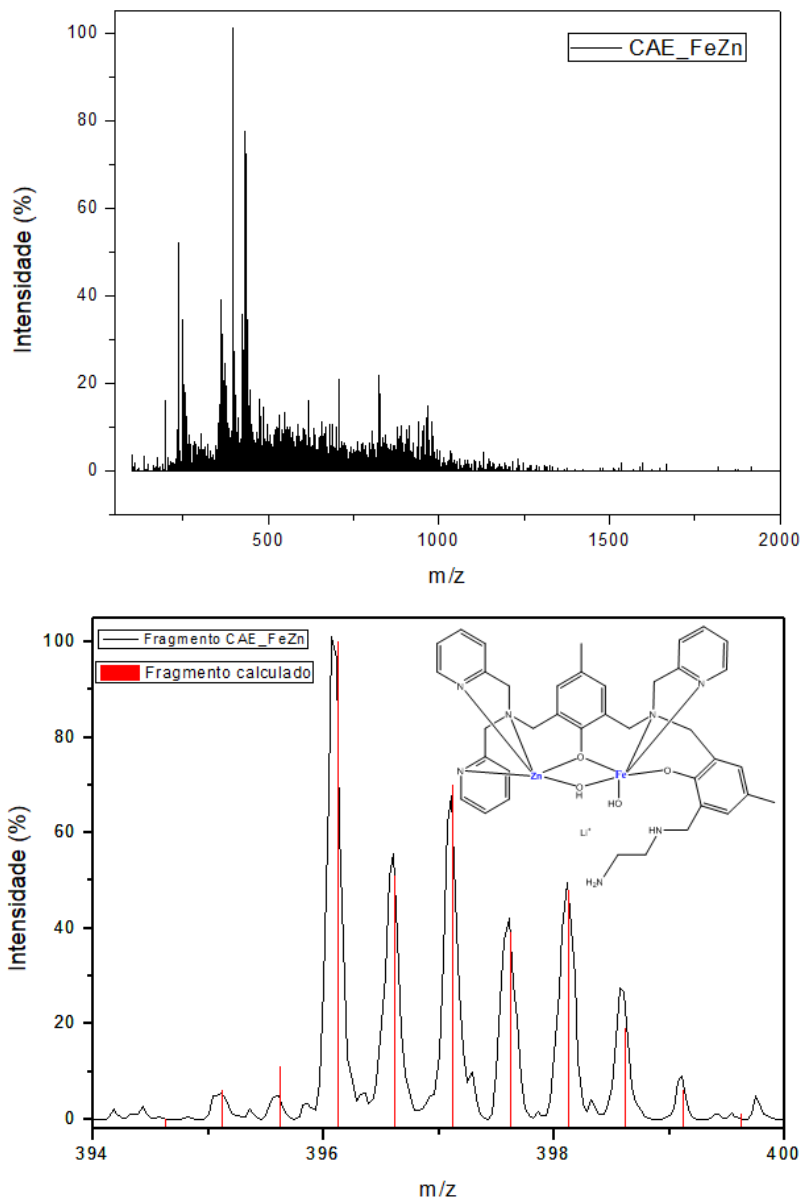 CAE_FeZn
Intensidade (%)
100
80
60
40
20
0
500
1000
1500
2000
m/z
Fragmento CAE_FeZn
Fragmento calculado
Intensidade (%)
100
80
60
40
20
0
N
N
N
N
N
O
O
Zn
Fe
O
H
HO
Li+
HN
H2N
394
396
398
400
m/z